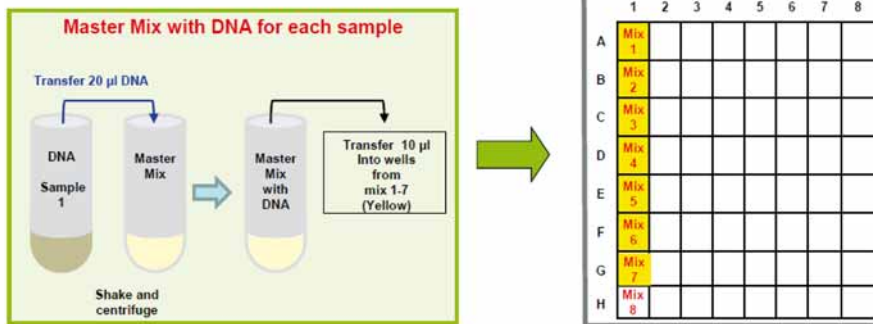 Master Mix with DNA for each sample
Transfer 20 µl DNA
DNA
Sample
1
Master
Mix
Master
Mix
with
DNA
Transfer 10 µl
Into wells
from
mix 1-7
(Yellow)
Shake and
centrifuge
1 2 3 4 5 6 7 8
A Mix
1
B Mix
2
C Mix
3
D Mix
4
E Mix
5
F Mix
6
G Mix
7
H Mix
8